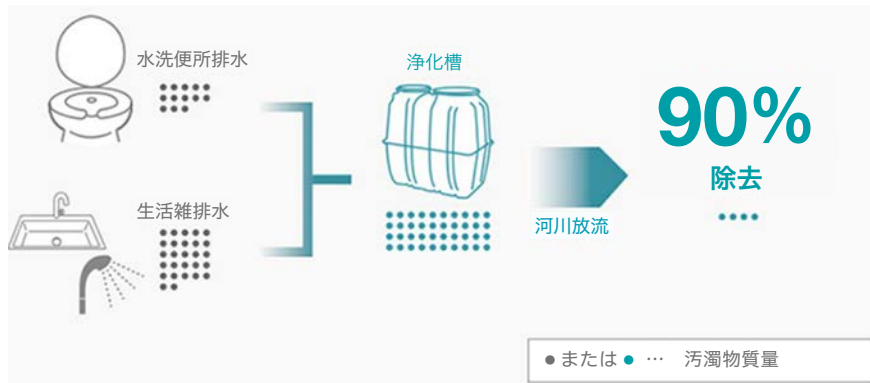 水洗便所排水
浄化槽
90%
除去
生活雑排水
河川放流
●または● … 汚濁物質量